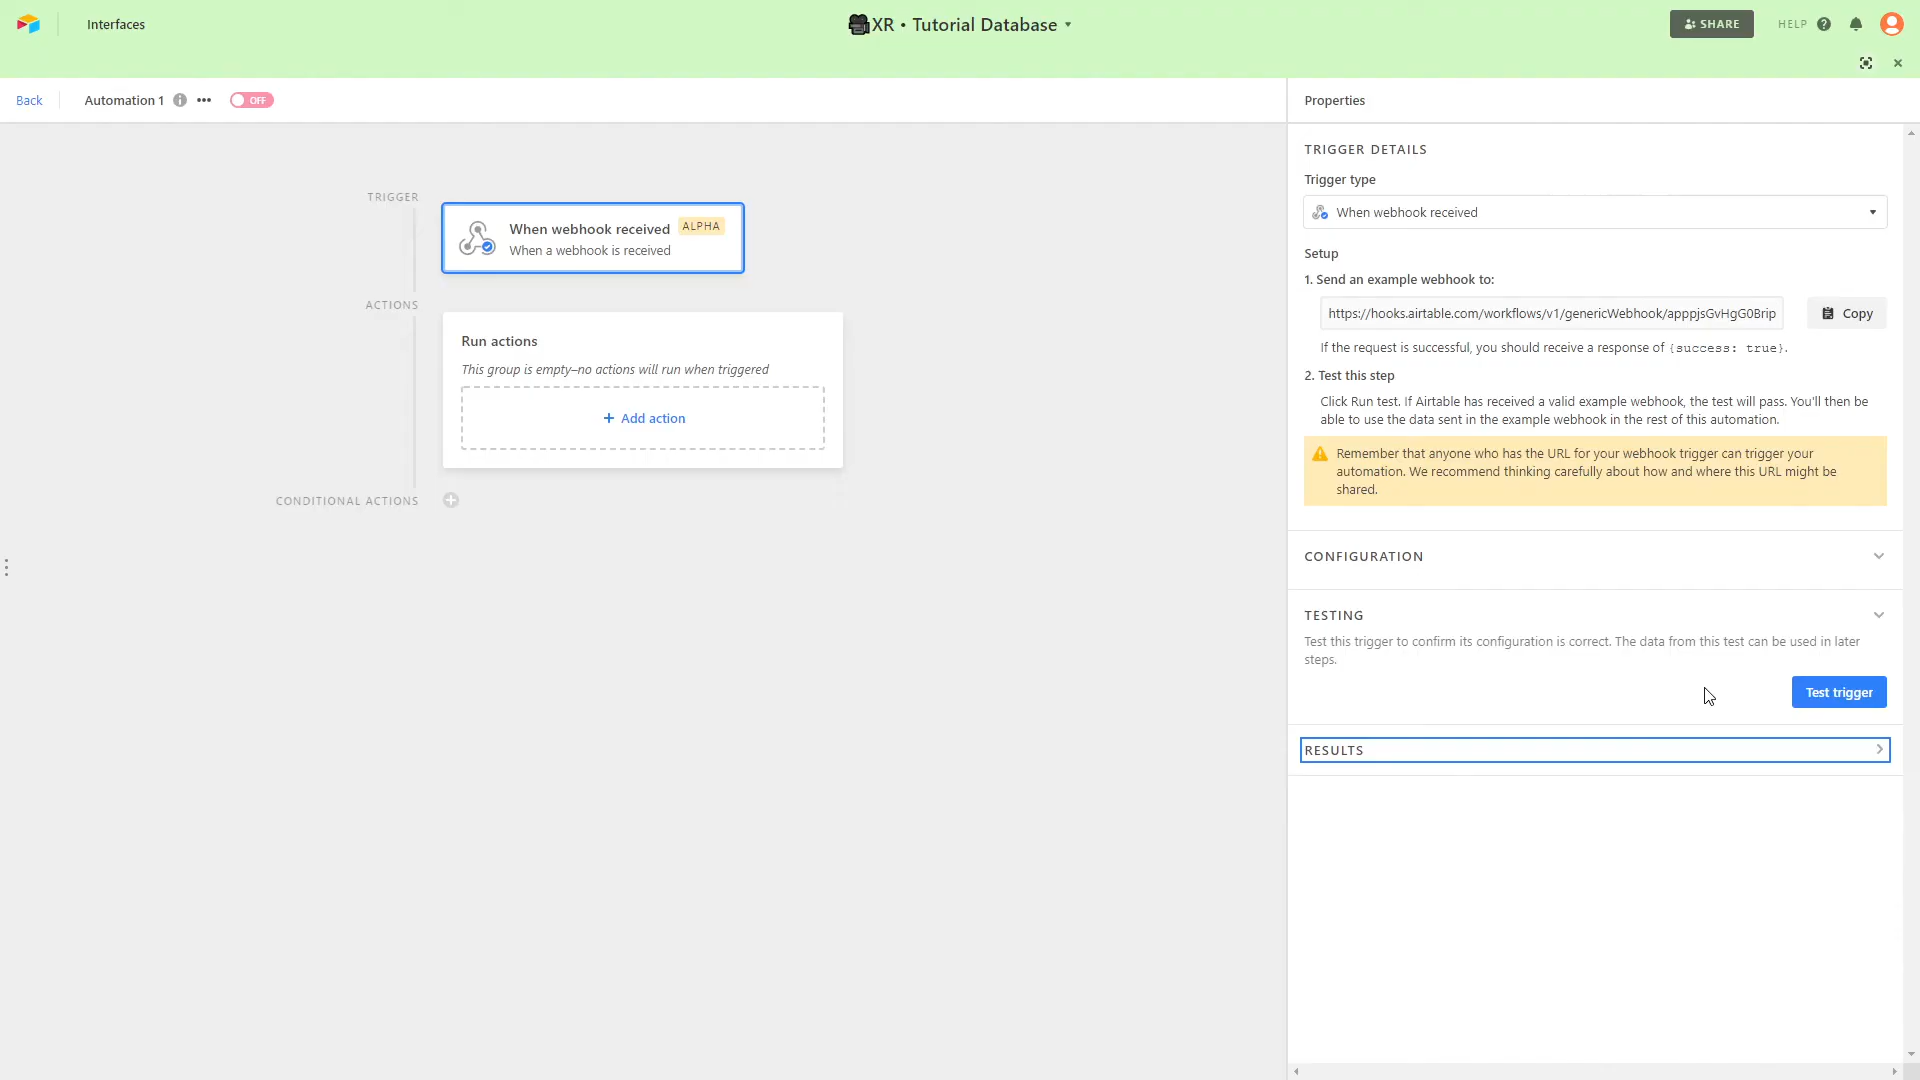 Interfaces
XR • Tutorial Database
SHARE
HELP
Back
Automation 1
OFF
Properties
TRIGGER DETAILS
Trigger type
When webhook received
Setup
1. Send an example webhook to:
https://hooks.airtable.com/workflows/v1/genericWebhook/apppjsGvHgG0Brip
Copy
If the request is successful, you should receive a response of {success: true}.
2. Test this step
Click Run test. If Airtable has received a valid example webhook, the test will pass. You'll then be
able to use the data sent in the example webhook in the rest of this automation.
Remember that anyone who has the URL for your webhook trigger can trigger your
automation. We recommend thinking carefully about how and where this URL might be
shared.
CONFIGURATION
TESTING
Test this trigger to confirm its configuration is correct. The data from this test can be used in later
steps.
Test trigger
RESULTS
TRIGGER
When webhook received
ALPHA
When a webhook is received
ACTIONS
Run actions
This group is empty–no actions will run when triggered
+ Add action
CONDITIONAL ACTIONS